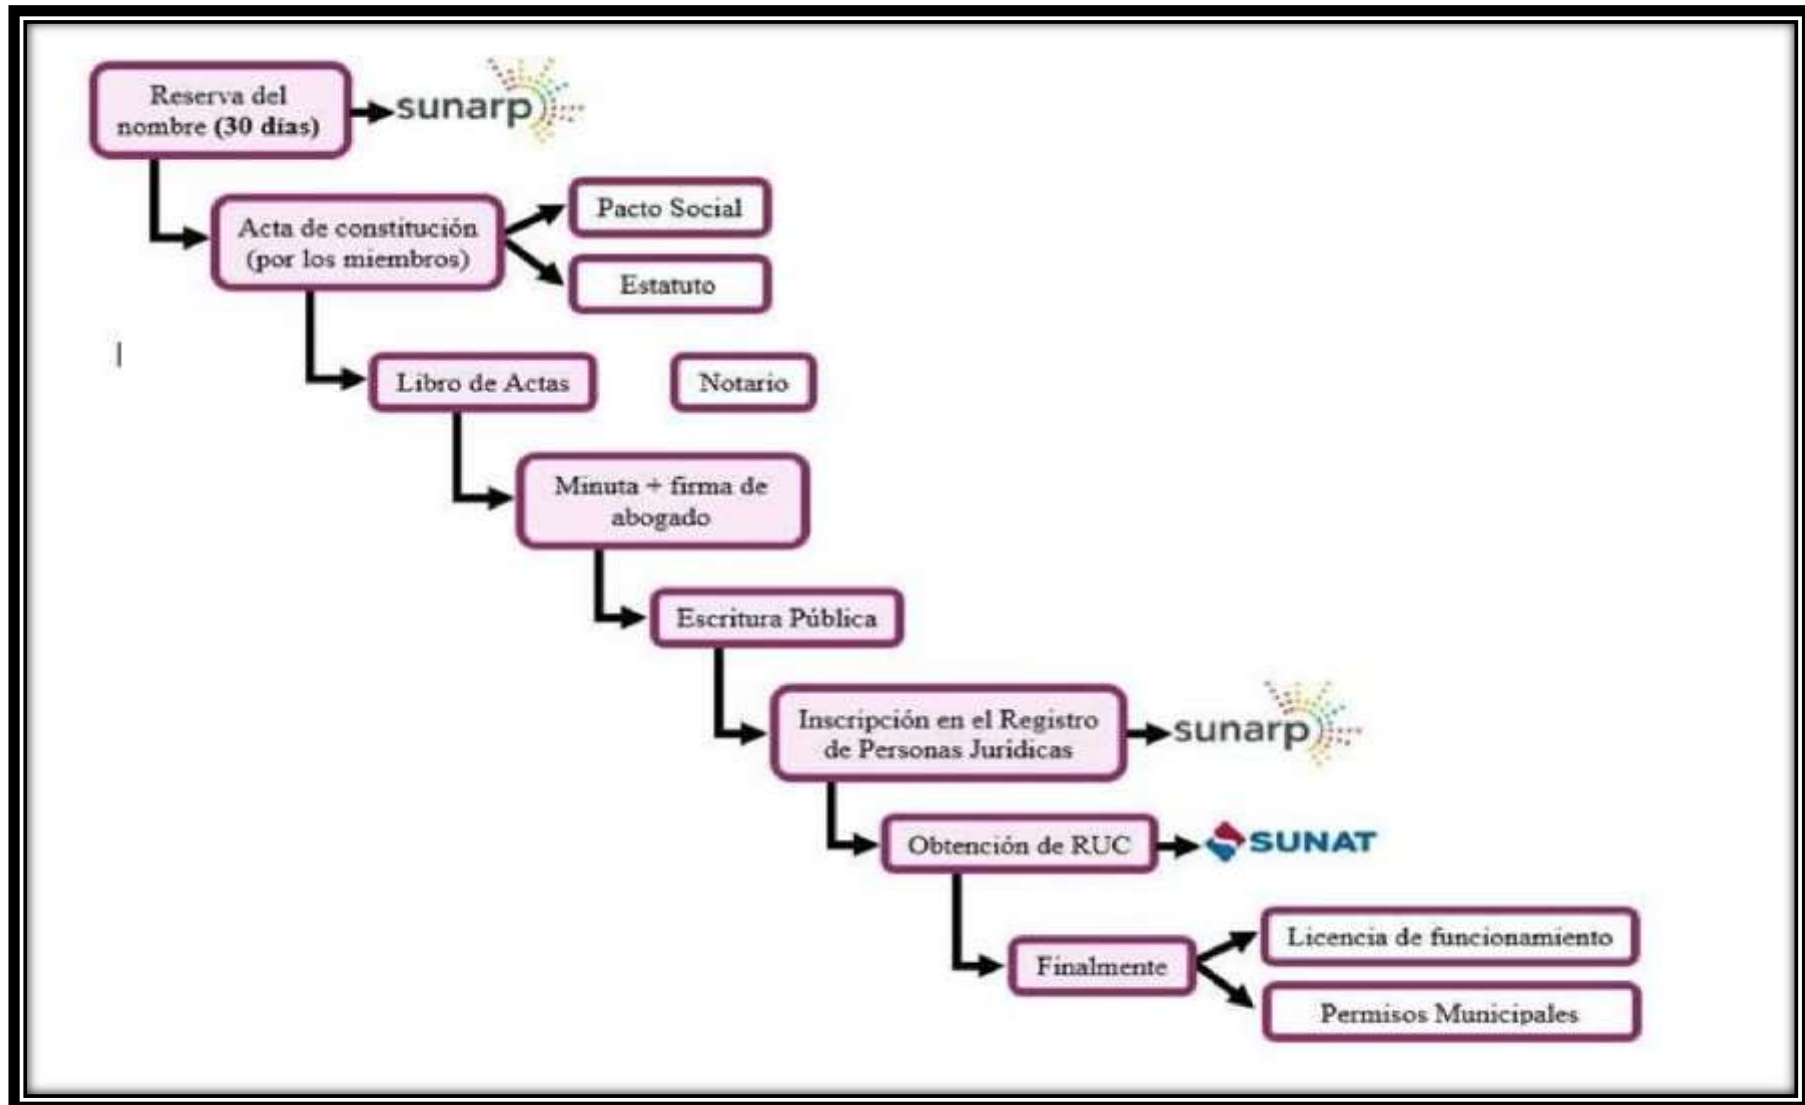 Reserva del
nombre (30 días)
sunarp
Acta de constitución
(por los miembros)
Pacto Social
Estatuto
Libro de Actas
Notario
Minuta + firma de
abogado
Escritura Pública
Inscripción en el Registro
de Personas Jurídicas
sunarp
Obtención de RUC
SUNAT
Finalmente
Licencia de funcionamiento
Permisos Municipales